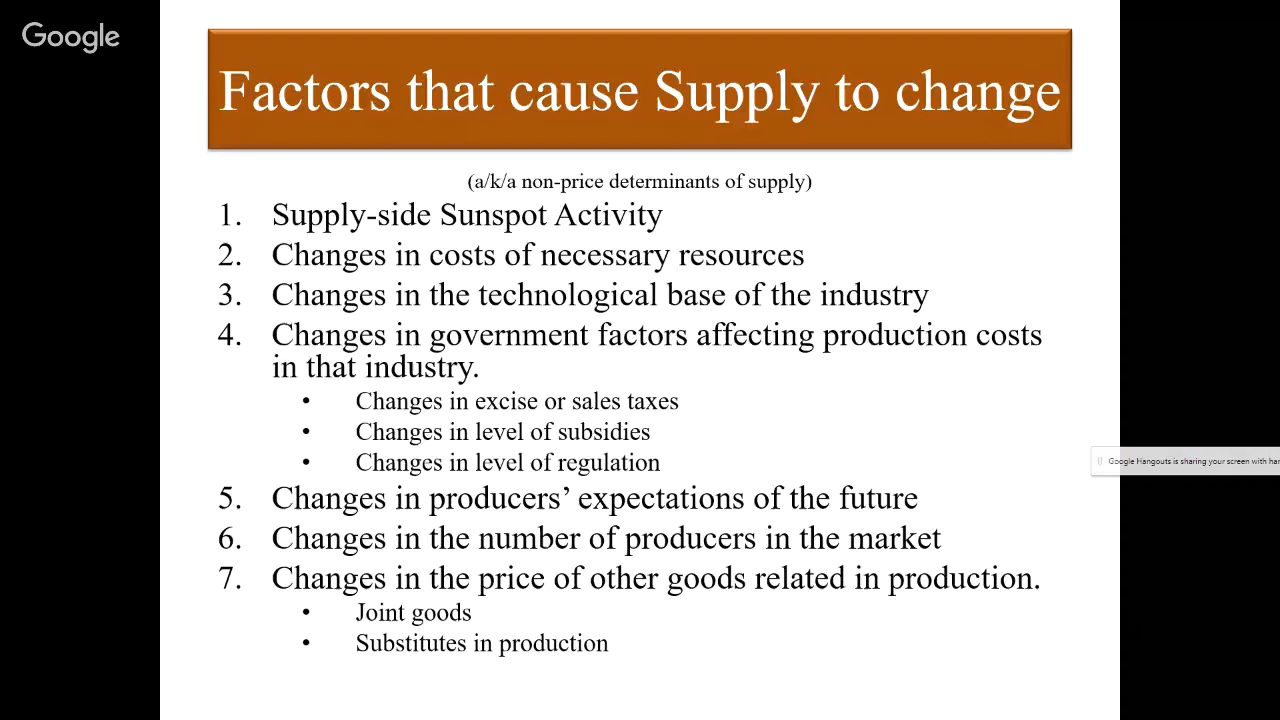 Google
Factors that cause Supply to change
(a/k/a non-price determinants of supply)
1. Supply-side Sunspot Activity
2. Changes in costs of necessary resources
3. Changes in the technological base of the industry
4. Changes in government factors affecting production costs
in that industry.
• Changes in excise or sales taxes
• Changes in level of subsidies
• Changes in level of regulation
Google Hangouts is sharing your screen with
5. Changes in producers’ expectations of the future
6. Changes in the number of producers in the market
7. Changes in the price of other goods related in production.
• Joint goods
• Substitutes in production